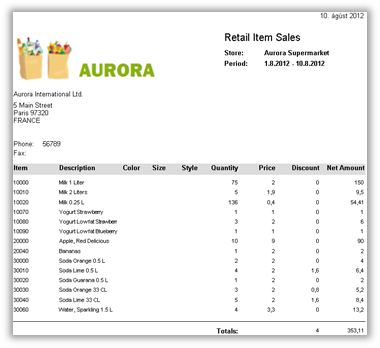 10. ágúst 2012
AURORA
Retail Item Sales
Store: Aurora Supermarket
Period: 1.8.2012 - 10.8.2012
Aurora International Ltd.
5 Main Street
Paris 97320
FRANCE
Phone: 56789
Fax:
Item Description Color Size Style Quantity Price Discount Net Amount
10000 Milk 1 Liter 75 2 0 150
10010 Milk 2 Liters 5 1,9 0 9,5
10020 Milk 0.25 L 136 0,4 0 54,41
10070 Yogurt Strawberry 1 1 0 1
10080 Yogurt Lowfat Strawberr 3 2 0 6
10090 Yogurt Lowfat Blueberry 1 1 0 1
20000 Apple, Red Delicious 10 9 0 90
20040 Bananas 1 2 0 2
30000 Soda Orange 0.5 L 2 2 0 4
30010 Soda Lime 0.5 L 4 2 1,6 6,4
30020 Soda Guarana 0.5 L 1 2 0 2
30030 Soda Orange 33 CL 3 2 0,8 5,2
30040 Soda Lime 33 CL 5 2 1,6 8,4
30060 Water, Sparkling 1.5 L 4 3,3 0 13,2
Totals: 4 353,11